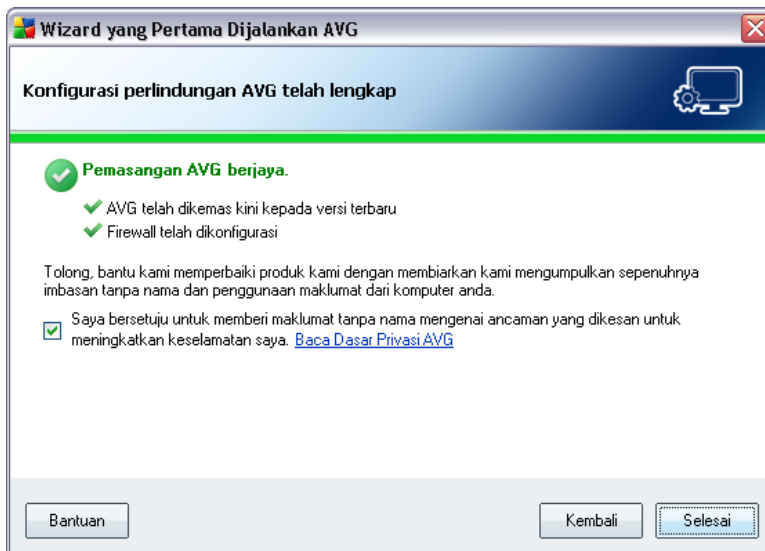 Wizard yang Pertama Dijalankan AVG
Konfigurasi perlindungan AVG telah lengkap
Pemasangan AVG berjaya.
AVG telah dikemas kini kepada versi terbaru
Firewall telah dikonfigurasi
Tolong, bantu kami memperbaiki produk kami dengan membiarkan kami mengumpulkan sepenuhnya
imbasan tanpa nama dan penggunaan maklumat dari komputer anda.
Saya bersetuju untuk memberi maklumat tanpa nama mengenai ancaman yang dikesan untuk
meningkatkan keselamatan saya. Baca Dasar Privasi AVG
Bantuan
Kembali
Selesai